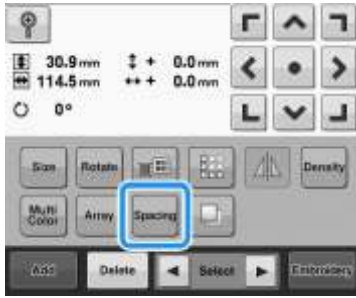 30.9 mm + 0.0 mm
114.5 mm + 0.0 mm
0°
Size Rotate Density
Multi Color Array Spacing
Add Delete Select Embroidery